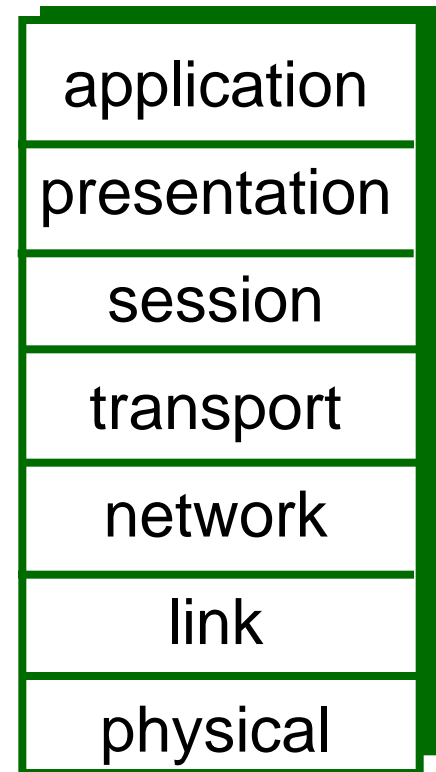 application
presentation
session
transport
network
link
physical